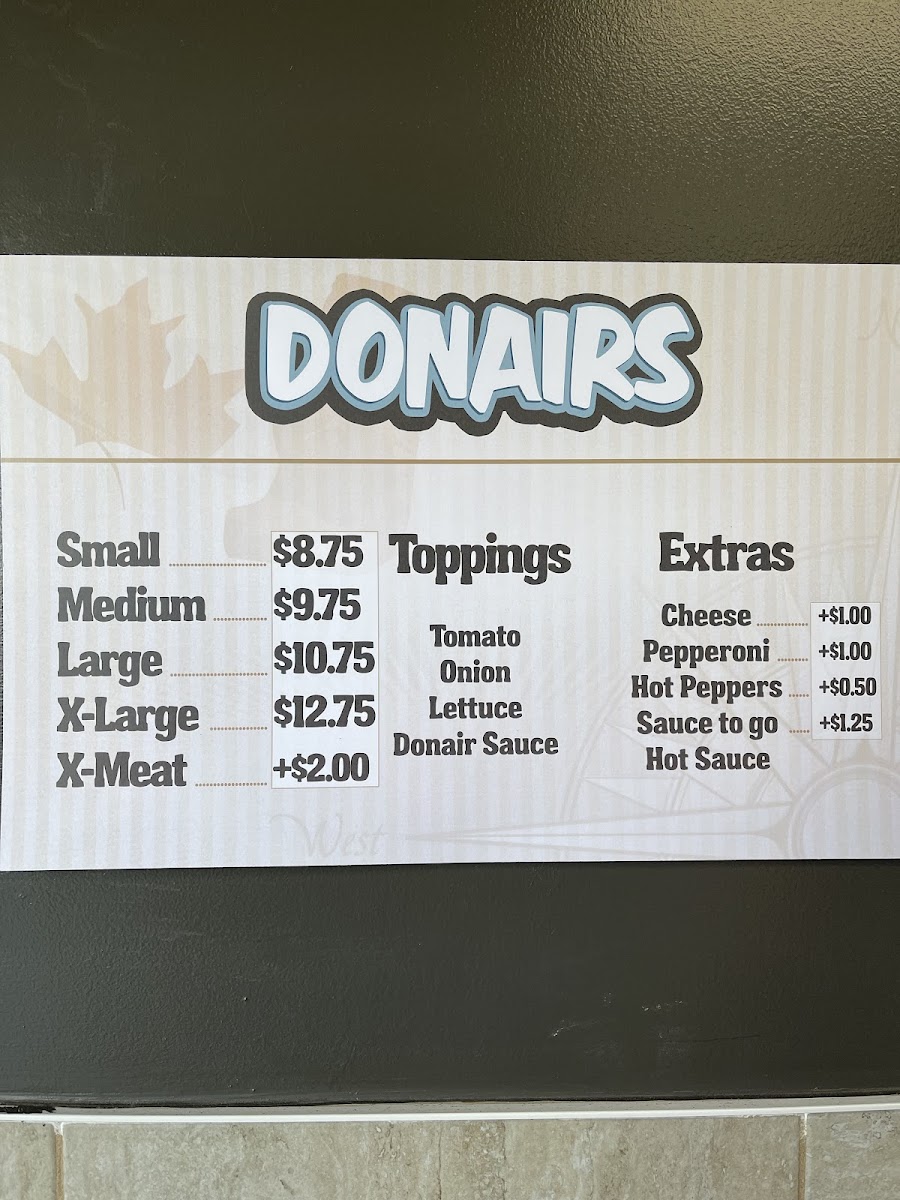 DONAIRS
Small $8.75
Medium $9.75
Large $10.75
X-Large $12.75
X-Meat +$2.00
Toppings
Tomato
Onion
Lettuce
Donair Sauce
Extras
Cheese +$1.00
Pepperoni +$1.00
Hot Peppers +$0.50
Sauce to go +$1.25
Hot Sauce
West